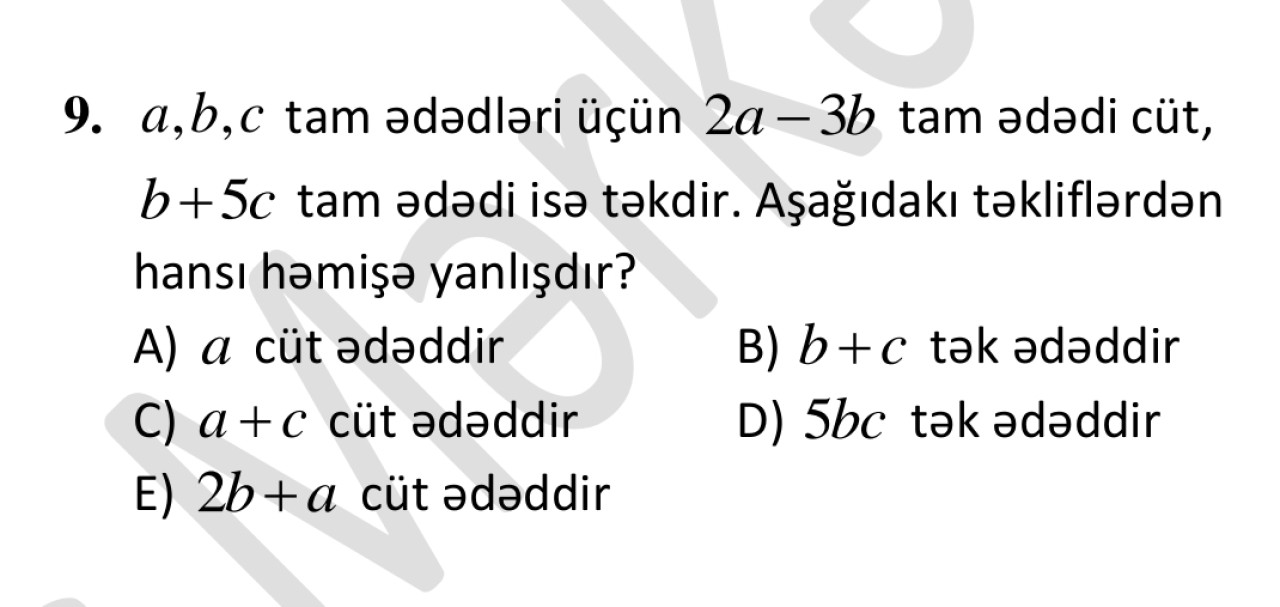 9. a,b,c tam ədədləri üçün 2a − 3b tam ədədi cüt,
b+5c tam ədədi isə təkdir. Aşağıdakı təkliflərdən
hansı həmişə yanlışdır?
A) a cüt ədəddir B) b+c tək ədəddir
C) a+c cüt ədəddir D) 5bc tək ədəddir
E) 2b+a cüt ədəddir